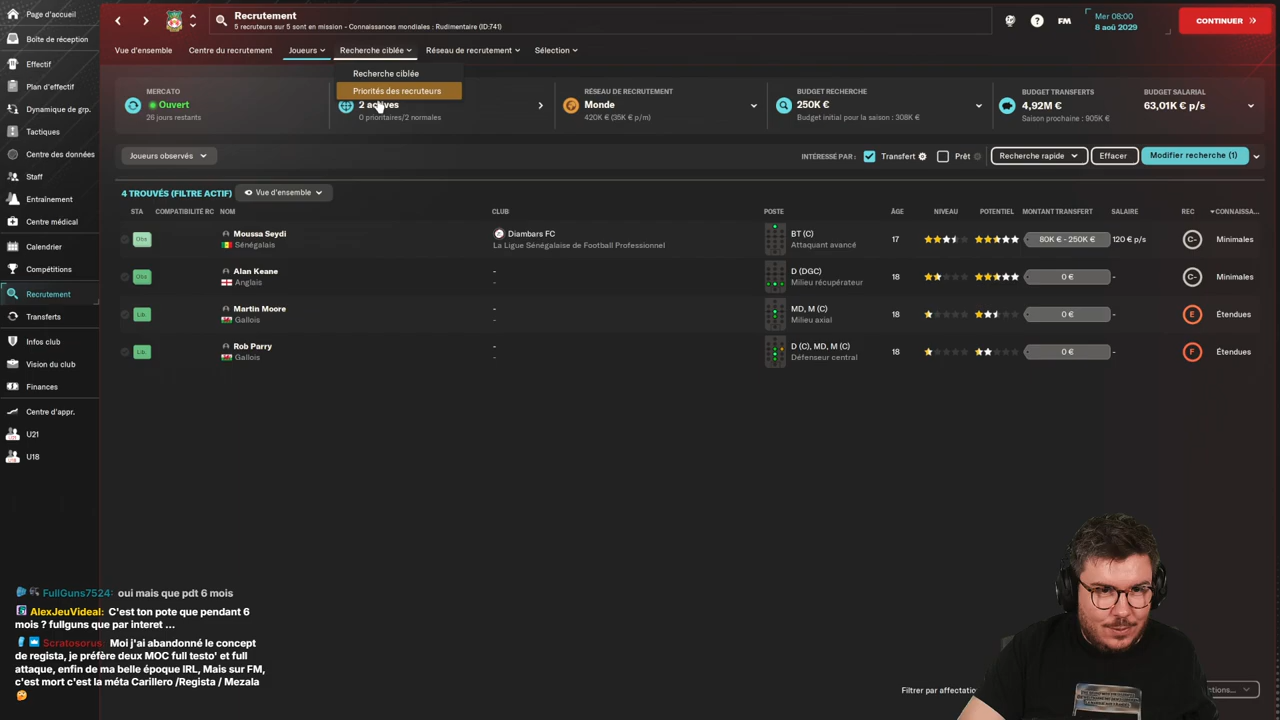 Page d'accueil
Boîte de réception
Effectif
Plan d'effectif
Dynamique de grp.
Tactiques
Centre des données
Staff
Entraînement
Centre médical
Calendrier
Compétitions
Recrutement
Transferts
Infos club
Vision du club
Finances
Centre d'appr.
U21
U18
Recrutement
5 recruteurs sur 5 sont en mission - Connaissances mondiales : Rudimentaire (ID:741)
FM
Mer 08:00
8 aoû 2029
CONTINUER
Vue d'ensemble
Centre du recrutement
Joueurs
Recherche ciblée
Réseau de recrutement
Sélection
Recherche ciblée
Priorités des recruteurs
MERCATO
Ouvert
26 jours restants
2 actives
0 prioritaires/2 normales
RÉSEAU DE RECRUTEMENT
Monde
420K € (35K € p/m)
BUDGET RECHERCHE
250K €
Budget initial pour la saison : 308K €
BUDGET TRANSFERTS
4,92M €
Saison prochaine : 905K €
BUDGET SALARIAL
63,01K € p/s
Joueurs observés
INTÉRESSÉ PAR :
Transfert
Prêt
Recherche rapide
Effacer
Modifier recherche (1)
4 TROUVÉS (FILTRE ACTIF)
Vue d'ensemble
STA COMPATIBILITÉ RC NOM CLUB POSTE ÂGE NIVEAU POTENTIEL MONTANT TRANSFERT SALAIRE REC CONNAISSA...
Obs Moussa Seydi Diambars FC BT (C) 17 80K € - 250K € 120 € p/s C- Minimales
Sénégalais La Ligue Sénégalaise de Football Professionnel Attaquant avancé
Obs Alan Keane - D (DGC) 18 0 € - C- Minimales
Anglais - Milieu récupérateur
Lib. Martin Moore - MD, M (C) 18 0 € - E Étendues
Gallois - Milieu axial
Lib. Rob Parry - D (C), MD, M (C) 18 0 € - F Étendues
Gallois - Défenseur central
FullGuns7524: oui mais que pdt 6 mois
AlexJeuVideal: C'est ton pote que pendant 6
mois ? fullguns que par interet ...
Scratosorus: Moi j'ai abandonné le concept
de regista, je préfère deux MOC full testo' et full
attaque, enfin de ma belle époque IRL, Mais sur FM,
c'est mort c'est la méta Carillero /Regista / Mezala
Filtrer par affectatio